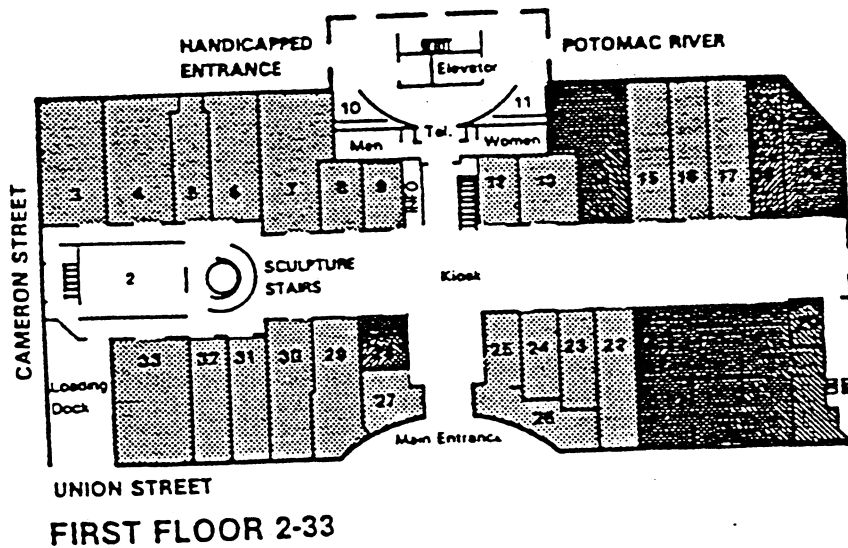 HANDICAPPED
ENTRANCE
POTOMAC RIVER
Elevator
10
11
Tel.
Men
Women
3
4
5
6
7
8
9
INFO
12
13
15
16
17
CAMERON STREET
2
SCULPTURE
STAIRS
Kiosk
33
32
31
30
29
27
25
24
23
22
26
Loading
Dock
Main Entrance
UNION STREET
FIRST FLOOR 2-33